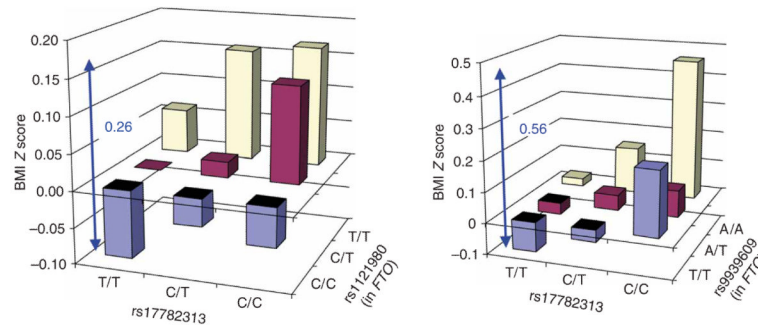 0.20
0.15
0.10
0.05
0.00
−0.05
−0.10
BMI Z score
0.26
T/T
C/T
C/C
rs17782313
T/T
C/T
C/C
rs1121980
(in FTO)
0.5
0.4
0.3
0.2
0.1
0
−0.1
BMI Z score
0.56
T/T
C/T
C/C
rs17782313
A/A
A/T
T/T
rs9939609
(in FTO)